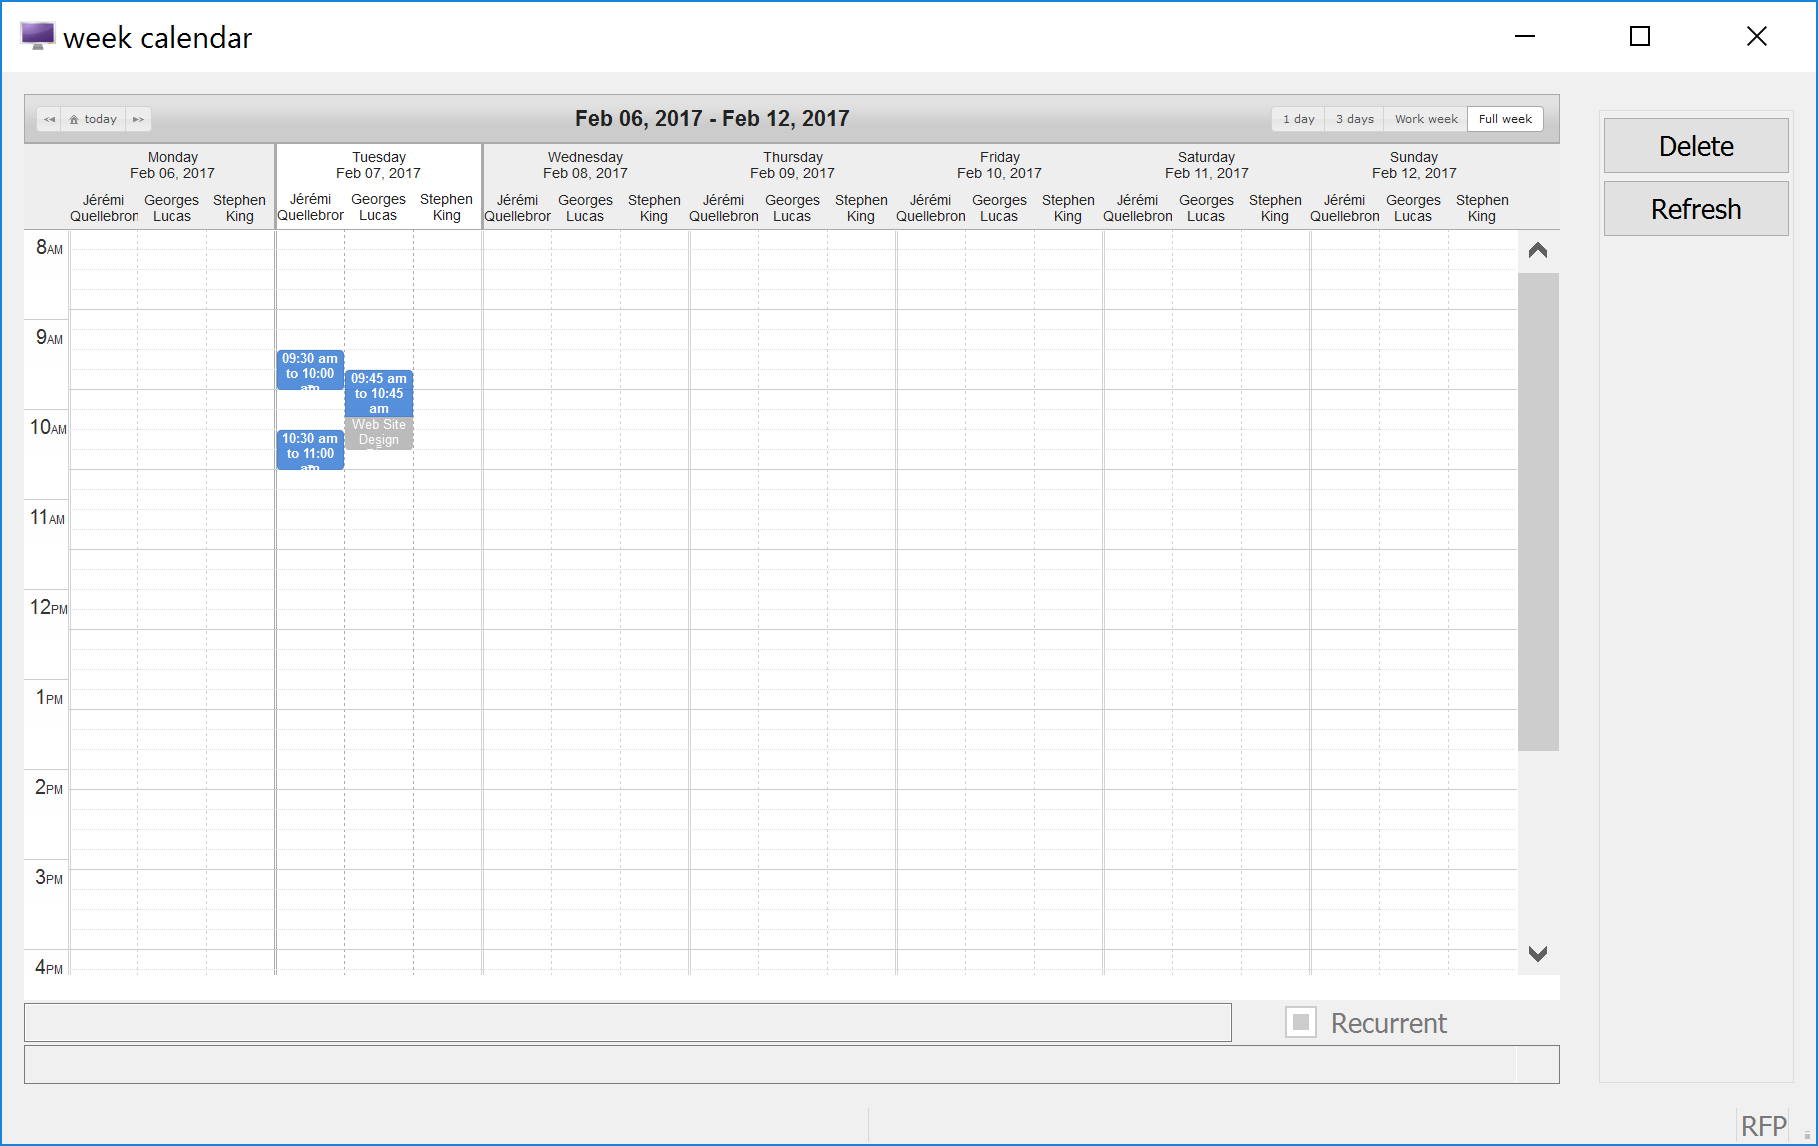 week calendar
today
Feb 06, 2017 - Feb 12, 2017
1 day 3 days Work week Full week
Monday Tuesday Wednesday Thursday Friday Saturday Sunday
Feb 06, 2017 Feb 07, 2017 Feb 08, 2017 Feb 09, 2017 Feb 10, 2017 Feb 11, 2017 Feb 12, 2017
Jérémi Georges Stephen Jérémi Georges Stephen Jérémi Georges Stephen Jérémi Georges Stephen Jérémi Georges Stephen Jérémi Georges Stephen Jérémi Georges Stephen
Quellebron Lucas King Quellebron Lucas King Quellebror Lucas King Quellebron Lucas King Quellebron Lucas King Quellebron Lucas King Quellebron Lucas King
8AM
9AM
10AM
11AM
12PM
1PM
2PM
3PM
4PM
09:30 am
to 10:00
am
10:30 am
to 11:00
am
09:45 am
to 10:45
am
Web Site
Design
Delete
Refresh
Recurrent
RFP